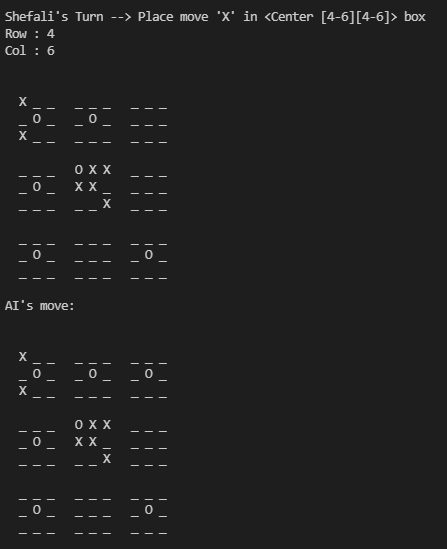 Shefali's Turn --> Place move 'X' in <Center [4-6][4-6]> box
Row : 4
Col : 6
X _ _  _ _ _  _ _ _
_ O _  _ O _  _ _ _
X _ _  _ _ _  _ _ _
_ _ _  O X X  _ _ _
_ O _  X X _  _ _ _
_ _ _  _ _ X  _ _ _
_ _ _  _ _ _  _ _ _
_ O _  _ _ _  _ O _
_ _ _  _ _ _  _ _ _
AI's move:
X _ _  _ _ _  _ _ _
_ O _  _ O _  _ O _
X _ _  _ _ _  _ _ _
_ _ _  O X X  _ _ _
_ O _  X X _  _ _ _
_ _ _  _ _ X  _ _ _
_ _ _  _ _ _  _ _ _
_ O _  _ _ _  _ O _
_ _ _  _ _ _  _ _ _